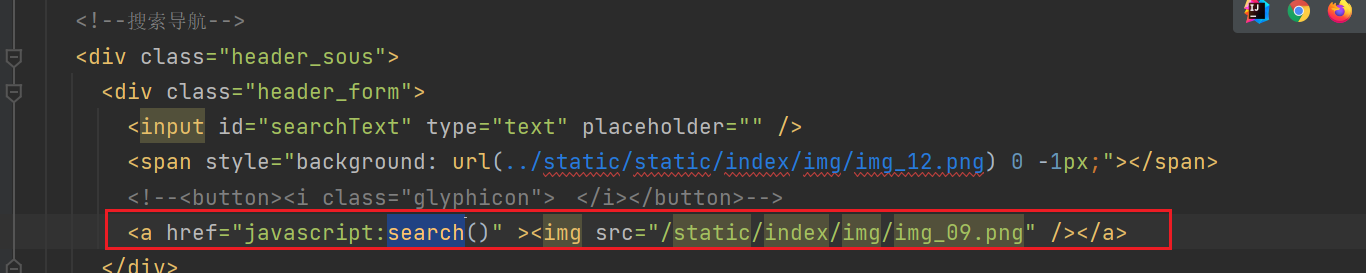 <!--搜索导航-->
<div class="header_sous">
<div class="header_form">
<input id="searchText" type="text" placeholder="" />
<span style="background: url(../static/static/index/img/img_12.png) 0 -1px;"></span>
<!--<button><i class="glyphicon">  </i></button>-->
<a href="javascript:search()" ><img src="/static/index/img/img_09.png" /></a>
</div>